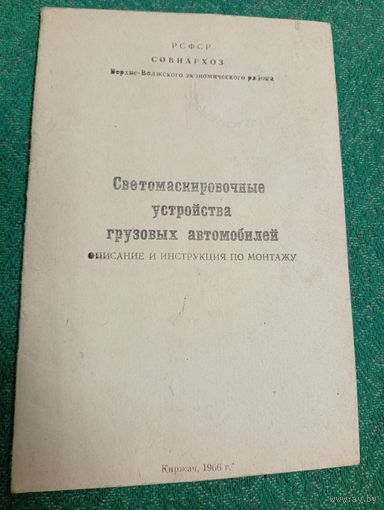 РСФСР
СОВНАРХОЗ
Верхне-Волжского экономического района
Светомаскировочные
устройства
грузовых автомобилей
ОПИСАНИЕ И ИНСТРУКЦИЯ ПО МОНТАЖУ
Киржач, 1966 г.